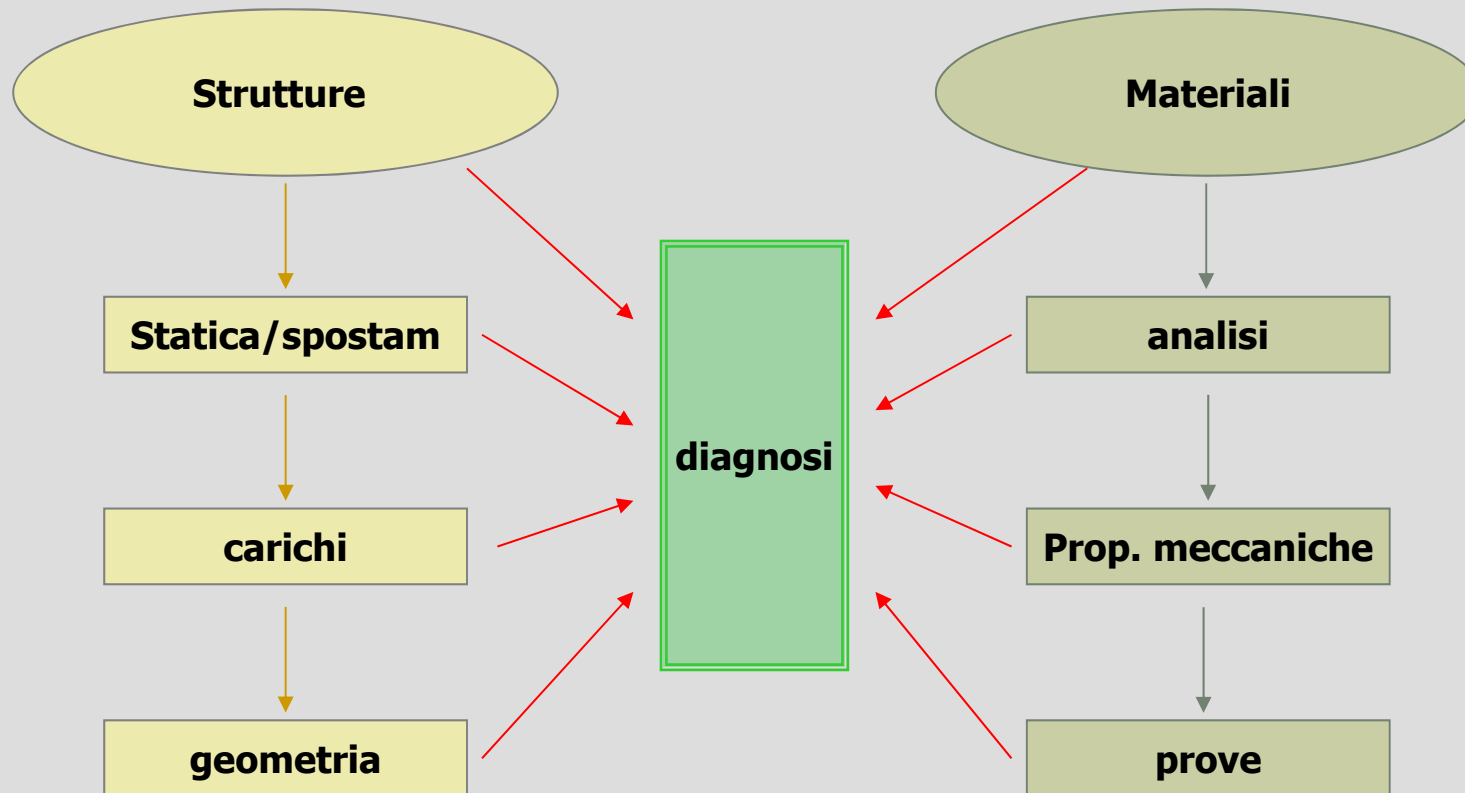 Strutture
Materiali
Statica/spostam
analisi
diagnosi
carichi
Prop. meccaniche
geometria
prove